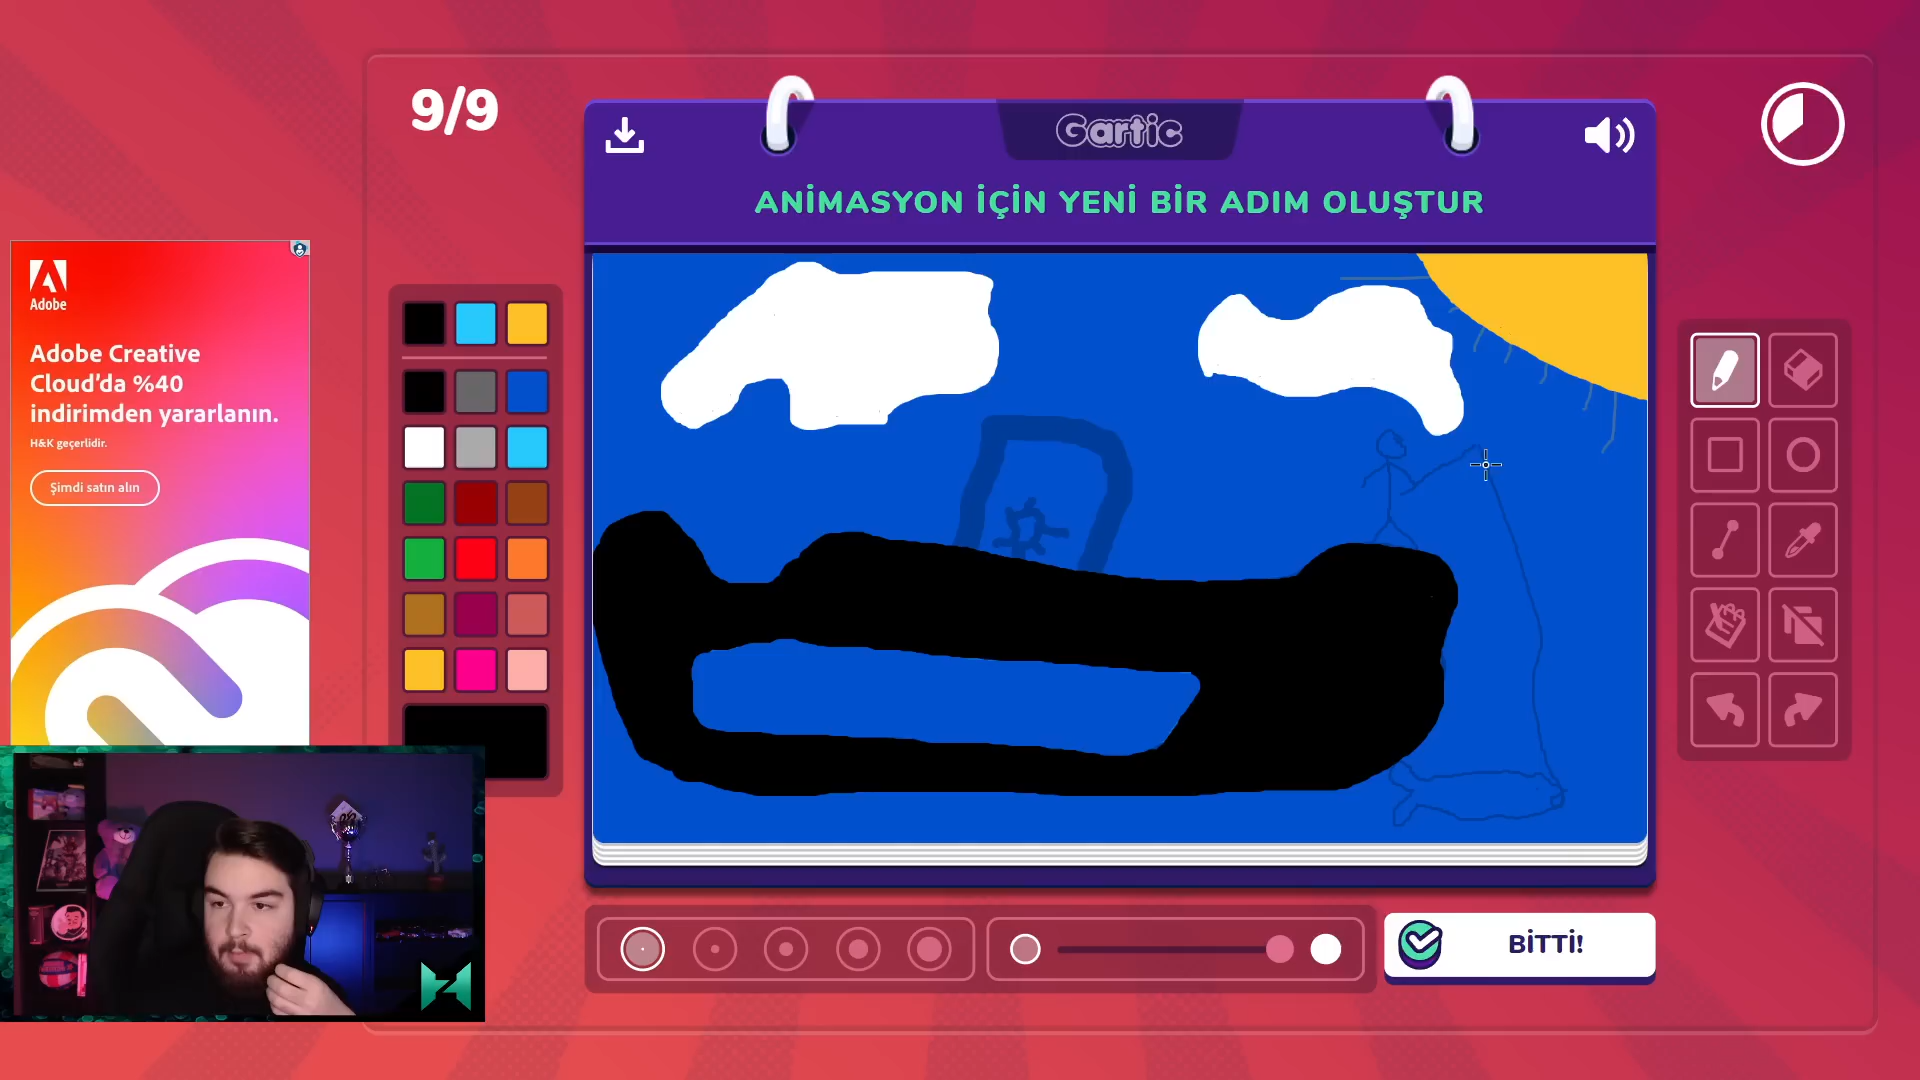 9/9
Gartic
ANİMASYON İÇİN YENİ BİR ADIM OLUŞTUR
Adobe
Adobe Creative
Cloud'da %40
indirimden yararlanın.
H&K geçerlidir.
Şimdi satın alın
BİTTİ!